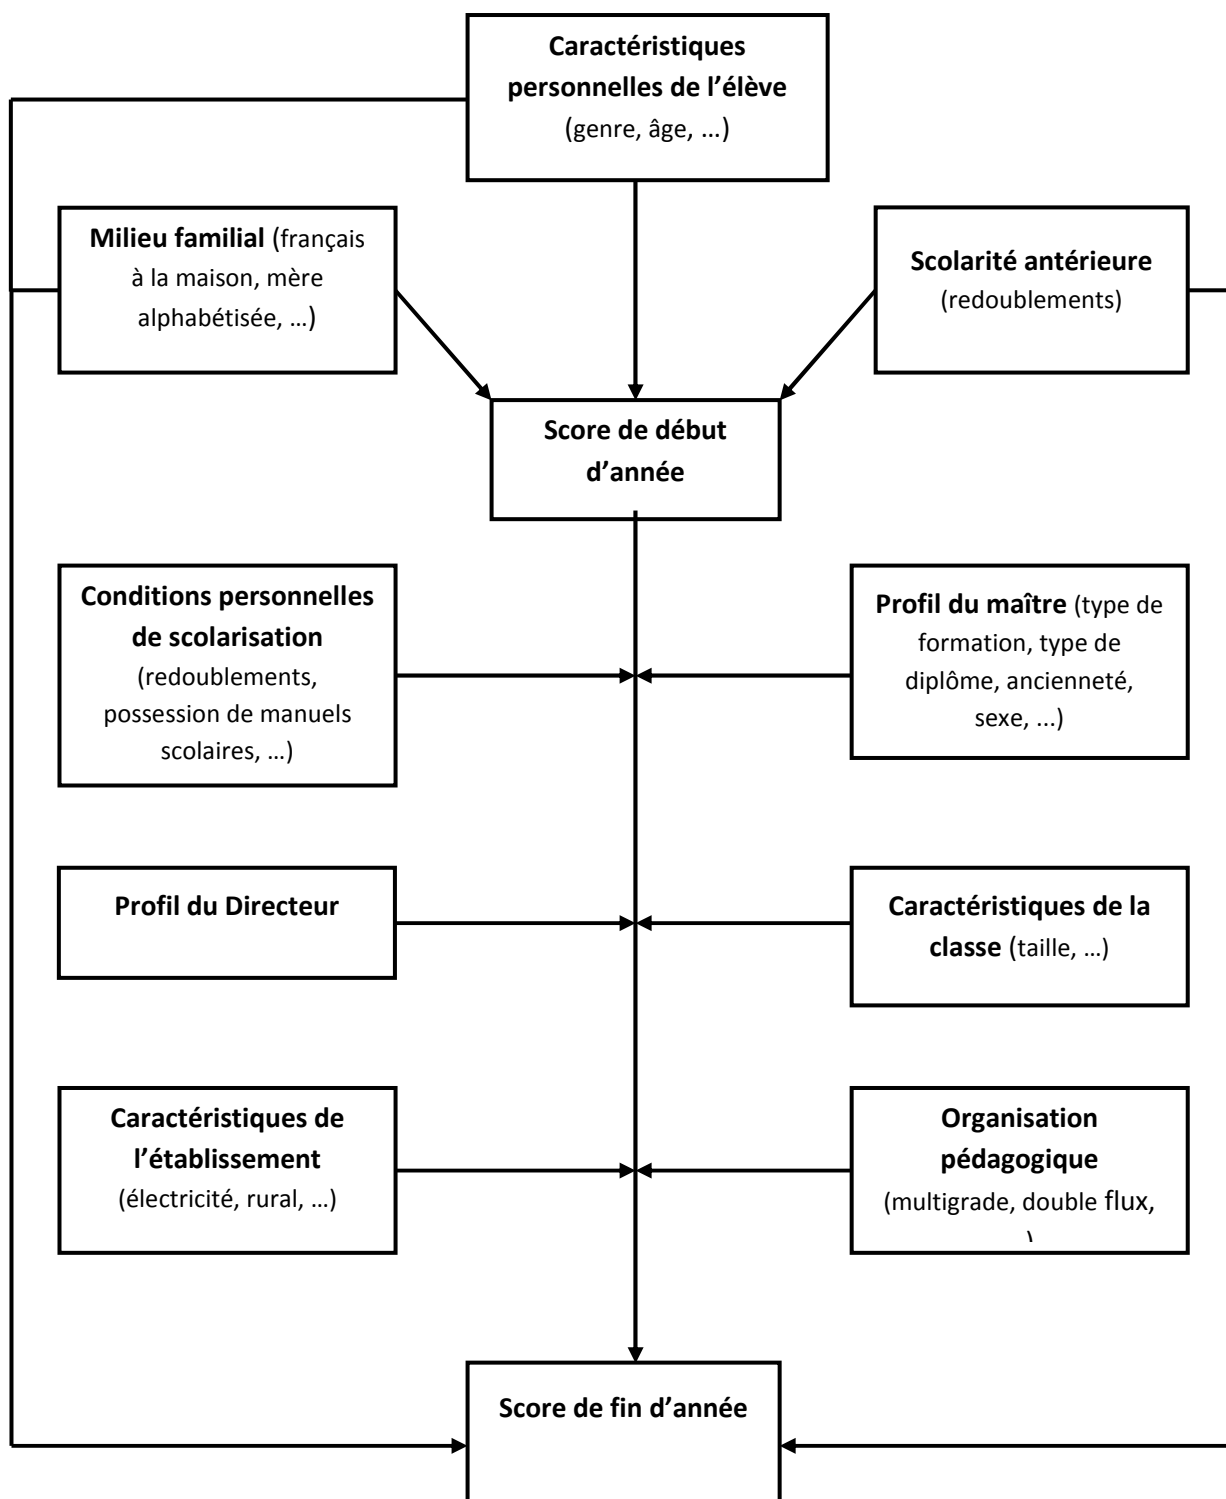 Caractéristiques
personnelles de l’élève
(genre, âge, ...)
Milieu familial (français
à la maison, mère
alphabétisée, ...)
Scolarité antérieure
(redoublements)
Score de début
d’année
Conditions personnelles
de scolarisation
(redoublements,
possession de manuels
scolaires, ...)
Profil du maître (type de
formation, type de
diplôme, ancienneté,
sexe, ...)
Profil du Directeur
Caractéristiques de la
classe (taille, ...)
Caractéristiques de
l’établissement
(électricité, rural, ...)
Organisation
pédagogique
(multigrade, double flux,
Score de fin d’année